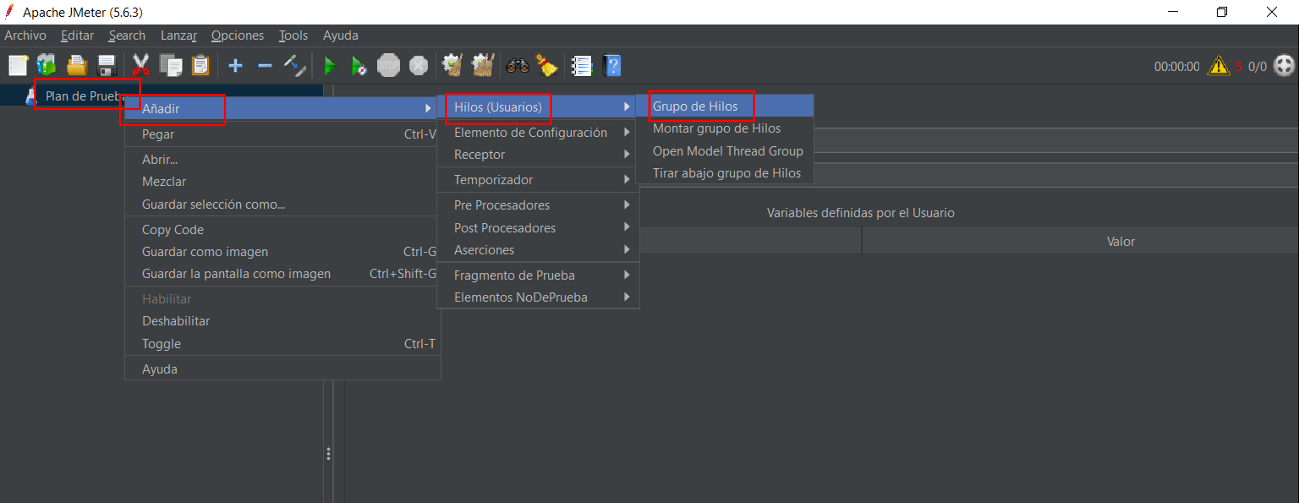 Apache JMeter (5.6.3)
Archivo Editar Search Lanzar Opciones Tools Ayuda
00:00:00 5 0/0
Plan de Prueba
Añadir
Pegar Ctrl-V
Abrir...
Mezclar
Guardar selección como...
Copy Code
Guardar como imagen Ctrl-G
Guardar la pantalla como imagen Ctrl+Shift-G
Habilitar
Deshabilitar
Toggle Ctrl-T
Ayuda
Hilos (Usuarios)
Elemento de Configuración
Receptor
Temporizador
Pre Procesadores
Post Procesadores
Aserciones
Fragmento de Prueba
Elementos NoDePrueba
Grupo de Hilos
Montar grupo de Hilos
Open Model Thread Group
Tirar abajo grupo de Hilos
Variables definidas por el Usuario
Valor